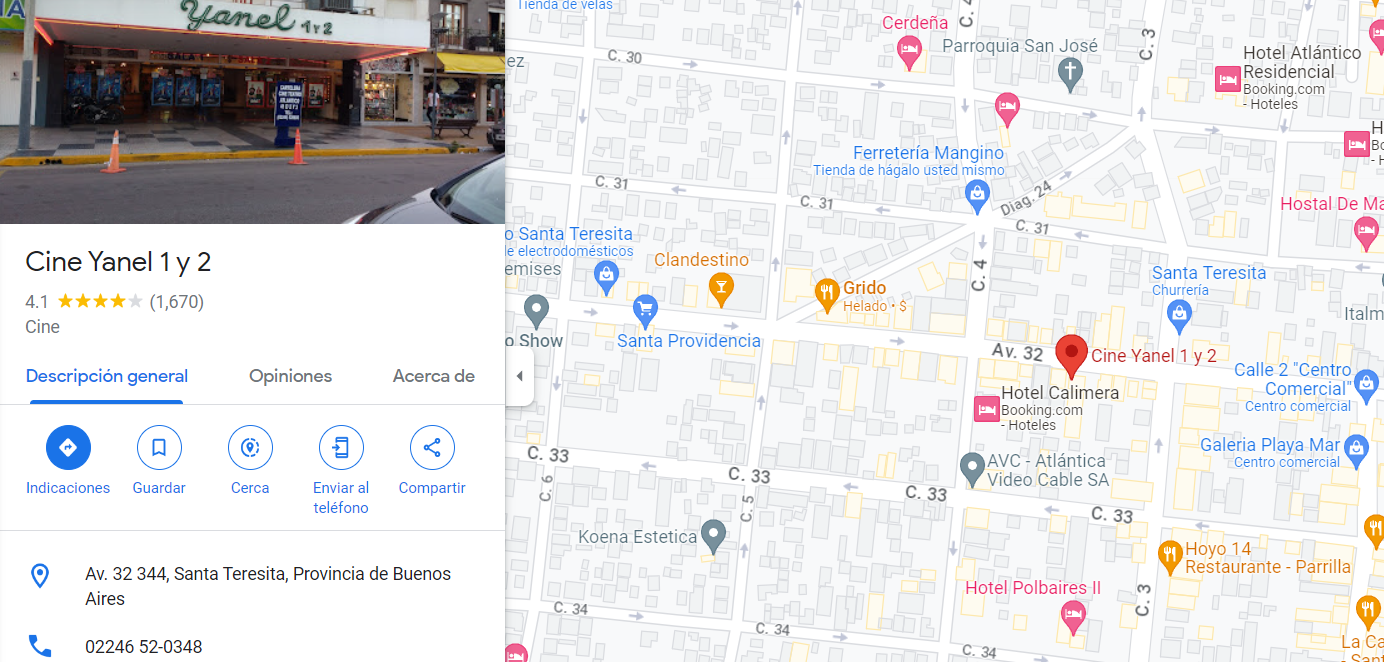 Yanel 1 y 2
Cine Yanel 1 y 2
4.1 (1,670)
Cine
Descripción general
Opiniones
Acerca de
Indicaciones
Guardar
Cerca
Enviar al
teléfono
Compartir
Av. 32 344, Santa Teresita, Provincia de Buenos
Aires
02246 52-0348
Tienda de velas
Cerdeña
C. 4
Parroquia San José
C. 3
Hotel Atlántico
Residencial
Booking.com
- Hoteles
ez
C. 30
Ferretería Mangino
Tienda de hágalo usted mismo
C. 31
C. 31
Diag. 24
C. 31
Hostal De Ma
o Santa Teresita
de electrodomésticos
emises
Clandestino
Grido
Helado • $
C. 4
Santa Teresita
Churrería
Italm
o Show
Santa Providencia
Av. 32
Cine Yanel 1 y 2
Calle 2 "Centro
Comercial"
Centro comercial
Hotel Calimera
Booking.com
- Hoteles
Galeria Playa Mar
Centro comercial
AVC - Atlántica
Video Cable SA
C. 33
C. 33
C. 33
C. 33
C. 6
C. 5
Koena Estetica
Hoyo 14
Restaurante - Parrilla
Hotel Polbaires II
C. 3
C. 34
C. 34
C. 34
La Ca